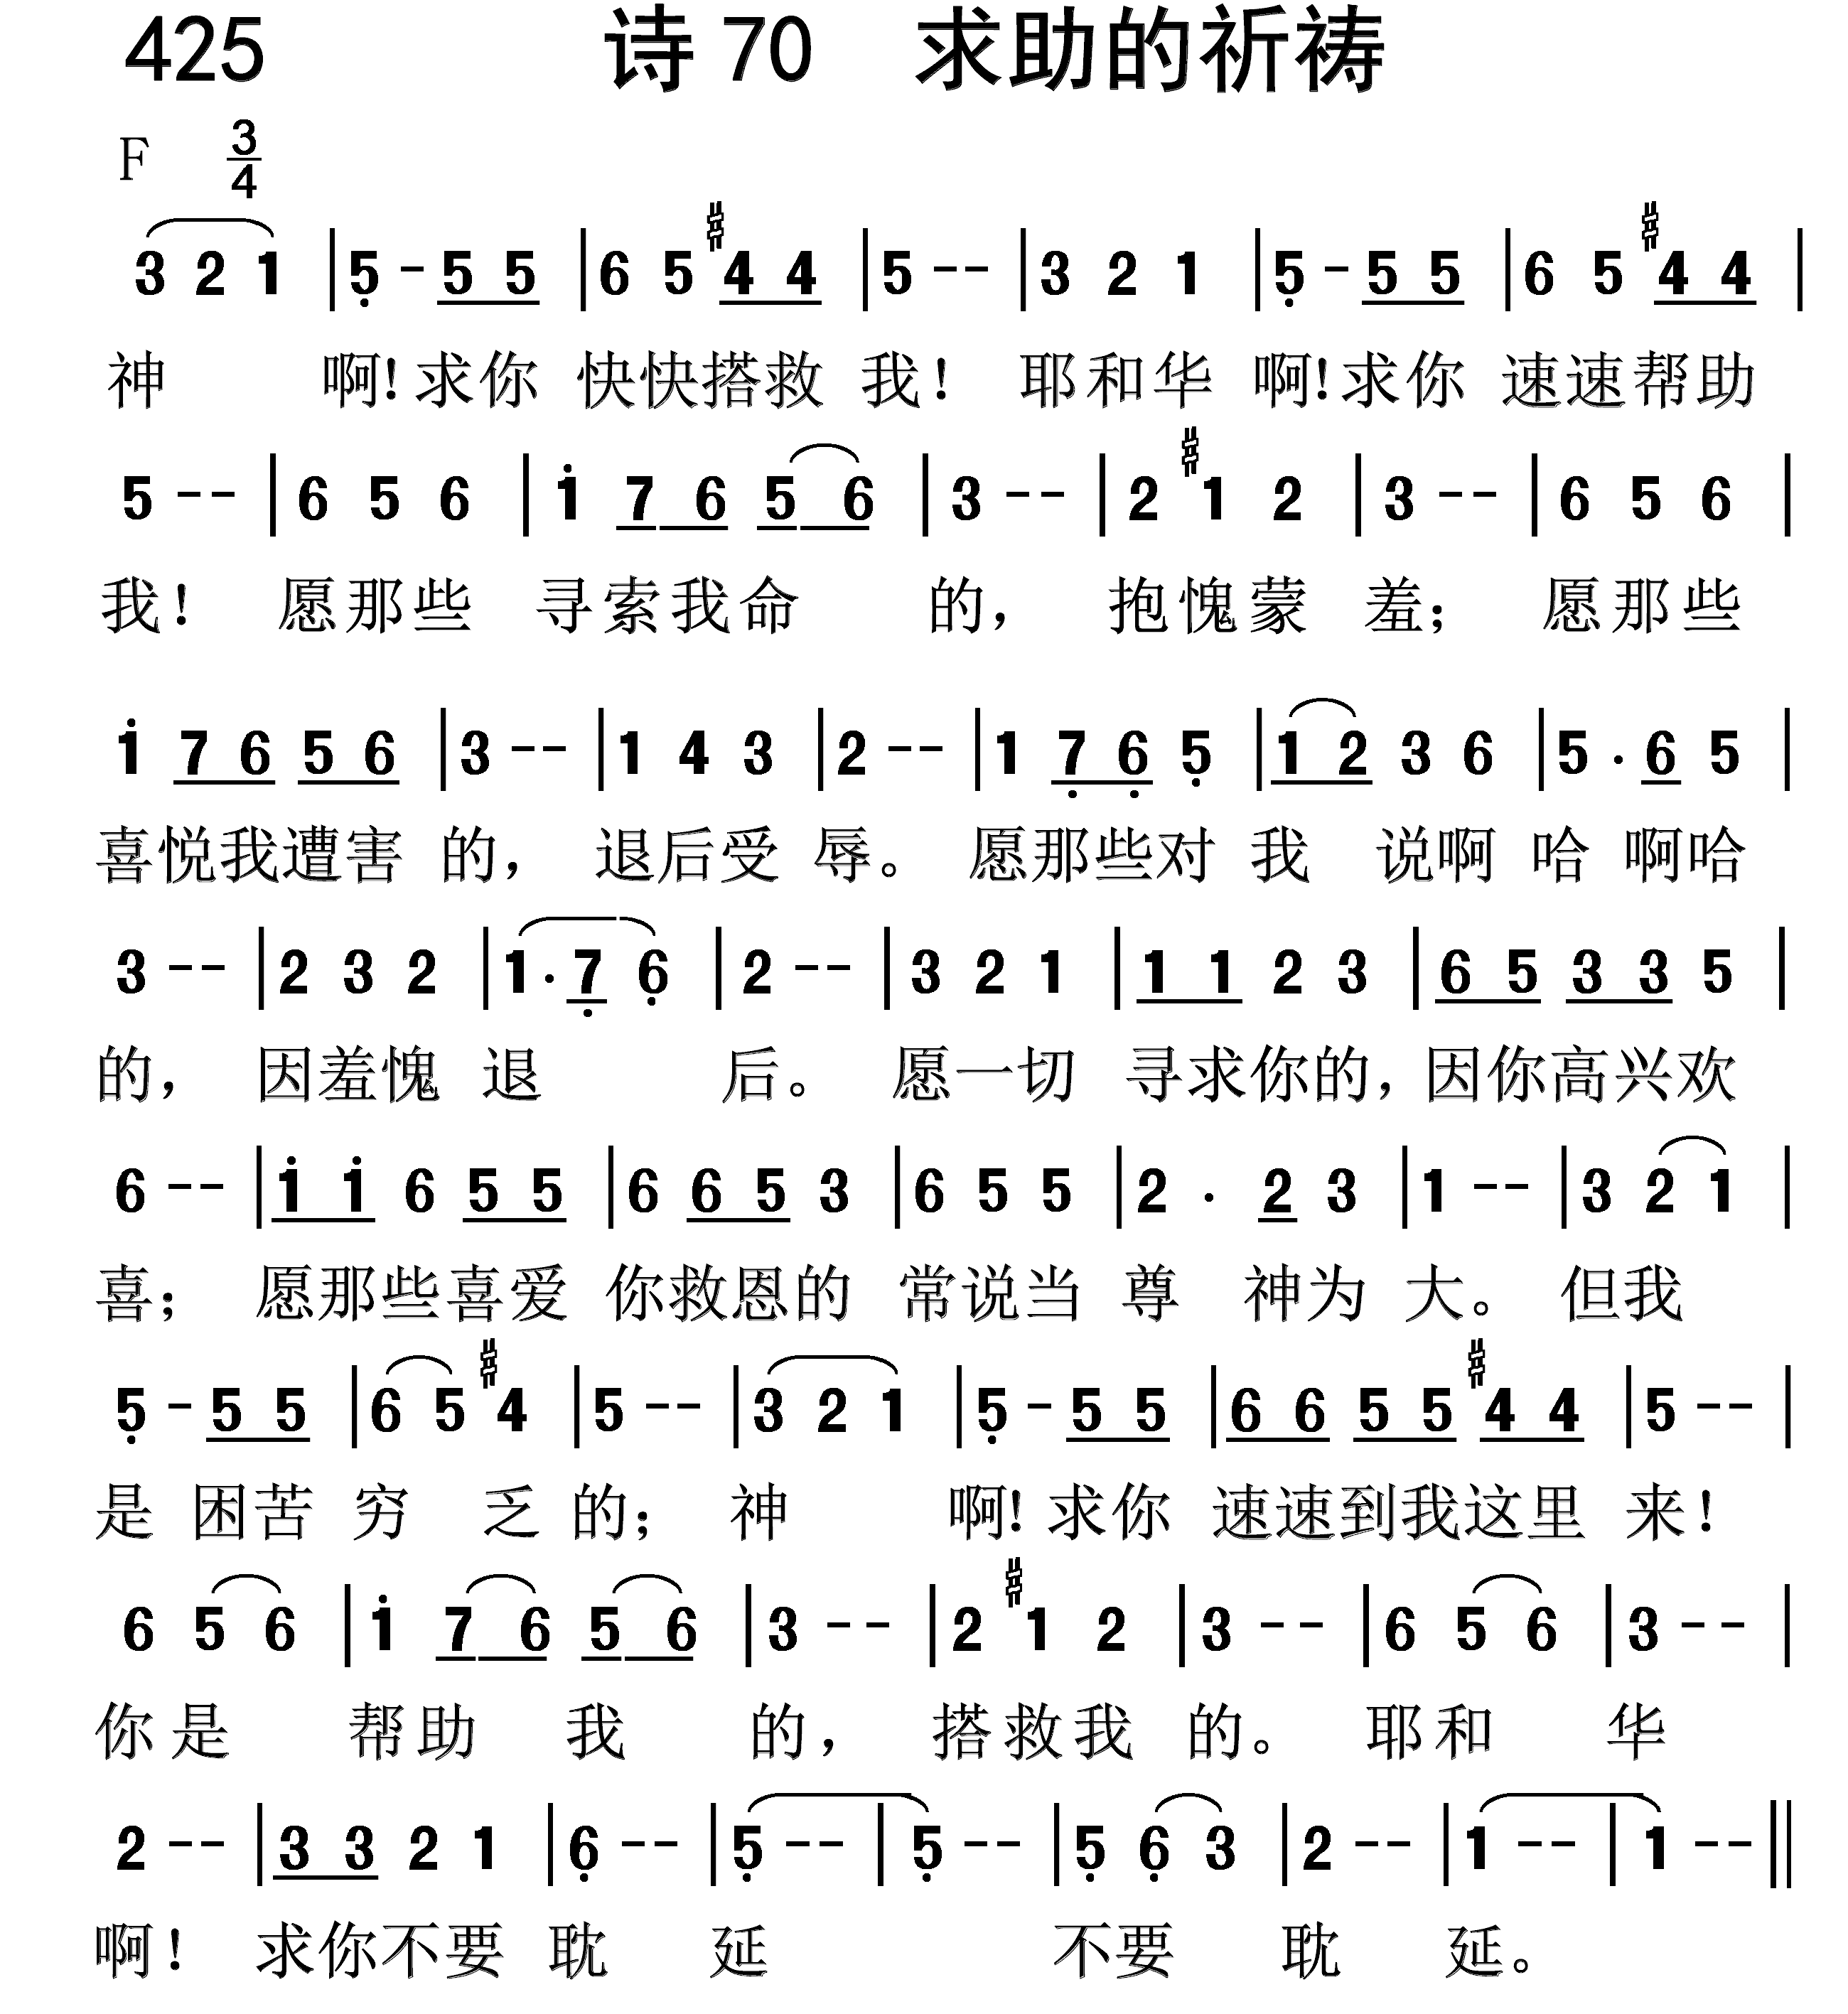 425 诗70 求助的祈祷
F 3/4
3 2 1 | 5 - 5 5 | 6 5 #4 4 | 5 - - | 3 2 1 | 5 - 5 5 | 6 5 #4 4 |
神 啊! 求你 快快搭救 我! 耶和华 啊! 求你 速速帮助
5 - - | 6 5 6 | 1 7 6 5 6 | 3 - - | 2 #1 2 | 3 - - | 6 5 6 |
我! 愿那些 寻索我命 的, 抱愧蒙 羞; 愿那些
1 7 6 5 6 | 3 - - | 1 4 3 | 2 - - | 1 7 6 5 | 1 2 3 6 | 5 . 6 5 |
喜悦我遭害 的, 退后受 辱。 愿那些对 我 说啊 哈 啊哈
3 - - | 2 3 2 | 1 . 7 6 | 2 - - | 3 2 1 | 1 1 2 3 | 6 5 3 3 5 |
的, 因羞愧 退 后。 愿一切 寻求你的, 因你高兴欢
6 - - | 1 1 6 5 5 | 6 6 5 3 | 6 5 5 | 2 . 2 3 | 1 - - | 3 2 1 |
喜; 愿那些喜爱 你救恩的 常说当 尊 神为 大。 但我
5 - 5 5 | 6 5 #4 | 5 - - | 3 2 1 | 5 - 5 5 | 6 6 5 5 #4 4 | 5 - - |
是 困苦 穷 乏 的; 神 啊! 求你 速速到我这里 来!
6 5 6 | 1 7 6 5 6 | 3 - - | 2 #1 2 | 3 - - | 6 5 6 | 3 - - |
你是 帮助 我 的, 搭救我 的。 耶和 华
2 - - | 3 3 2 1 | 6 - - | 5 - - | 5 - - | 5 6 3 | 2 - - | 1 - - | 1 - - ||
啊! 求你不要 耽 延 不要 耽 延。